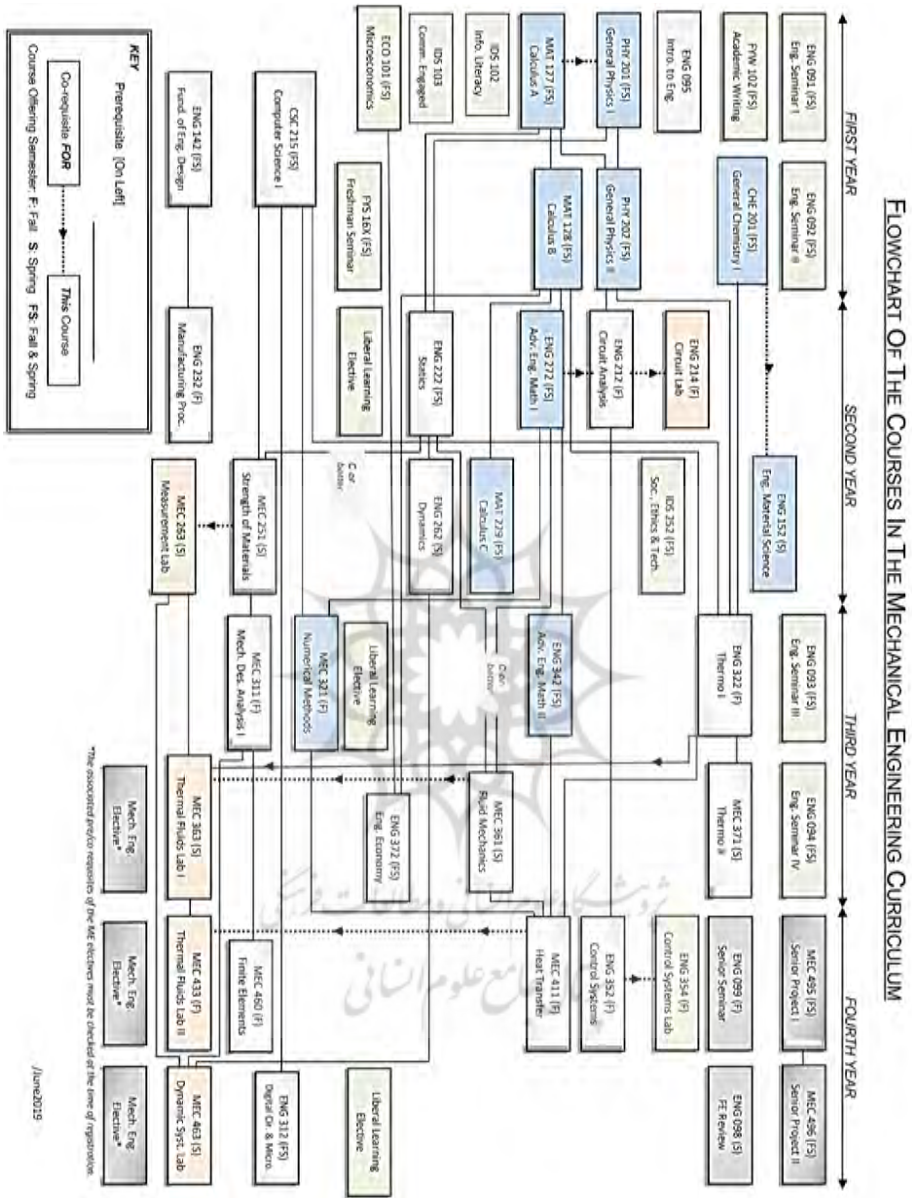 FLOWCHART OF THE COURSES IN THE MECHANICAL ENGINEERING CURRICULUM
FIRST YEAR
SECOND YEAR
THIRD YEAR
FOURTH YEAR
ENG 091 (FS)
Eng. Seminar I
ENG 092 (FS)
Eng. Seminar II
ENG 093 (FS)
Eng. Seminar III
ENG 094 (FS)
Eng. Seminar IV
MEC 495 (FS)
Senior Project I
MEC 496 (FS)
Senior Project II
FYW 102 (FS)
Academic Writing
CHE 201 (FS)
General Chemistry I
ENG 152 (S)
Eng. Material Science
ENG 322 (F)
Thermo I
MEC 371 (S)
Thermo II
ENG 099 (F)
Senior Seminar
ENG 098 (S)
FE Review
ENG 095
Intro. to Eng.
ENG 214 (F)
Circuit Lab
IDS 252 (FS)
Soc., Ethics & Tech.
ENG 354 (F)
Control Systems Lab
PHY 201 (FS)
General Physics I
PHY 202 (FS)
General Physics II
ENG 212 (F)
Circuit Analysis
ENG 352 (F)
Control Systems
MAT 127 (FS)
Calculus A
MAT 128 (FS)
Calculus B
ENG 272 (FS)
Adv. Eng. Math I
ENG 342 (FS)
Adv. Eng. Math II
MEC 411 (F)
Heat Transfer
IDS 102
Info. Literacy
MAT 229 (FS)
Calculus C
MEC 361 (S)
Fluid Mechanics
IDS 103
Comm. Engaged
ENG 222 (FS)
Statics
ENG 262 (S)
Dynamics
C or
better
ECO 101 (FS)
Microeconomics
FYS 16X (FS)
Freshman Seminar
Liberal Learning
Elective
C or
better
Liberal Learning
Elective
ENG 372 (FS)
Eng. Economy
Liberal Learning
Elective
MEC 321 (F)
Numerical Methods
CSC 215 (FS)
Computer Science I
MEC 251 (S)
Strength of Materials
MEC 311 (F)
Mech. Des. Analysis I
MEC 460 (F)
Finite Elements
ENG 312 (FS)
Digital Cir. & Micro.
ENG 142 (FS)
Fund. of Eng. Design
ENG 232 (F)
Manufacturing Proc.
MEC 263 (S)
Measurement Lab
MEC 363 (S)
Thermal Fluids Lab I
MEC 433 (F)
Thermal Fluids Lab II
MEC 463 (S)
Dynamic Syst. Lab
Mech. Eng.
Elective*
Mech. Eng.
Elective*
Mech. Eng.
Elective*
*The associated pre/co requisites of the ME electives must be checked at the time of registration.
KEY
Prerequisite [On Left]
Co-requisite FOR
This Course
Course Offering Semester: F: Fall S: Spring FS: Fall & Spring
/June2019
پژوهشگاه علوم انسانی و مطالعات فرهنگی
جامع علوم انسانی